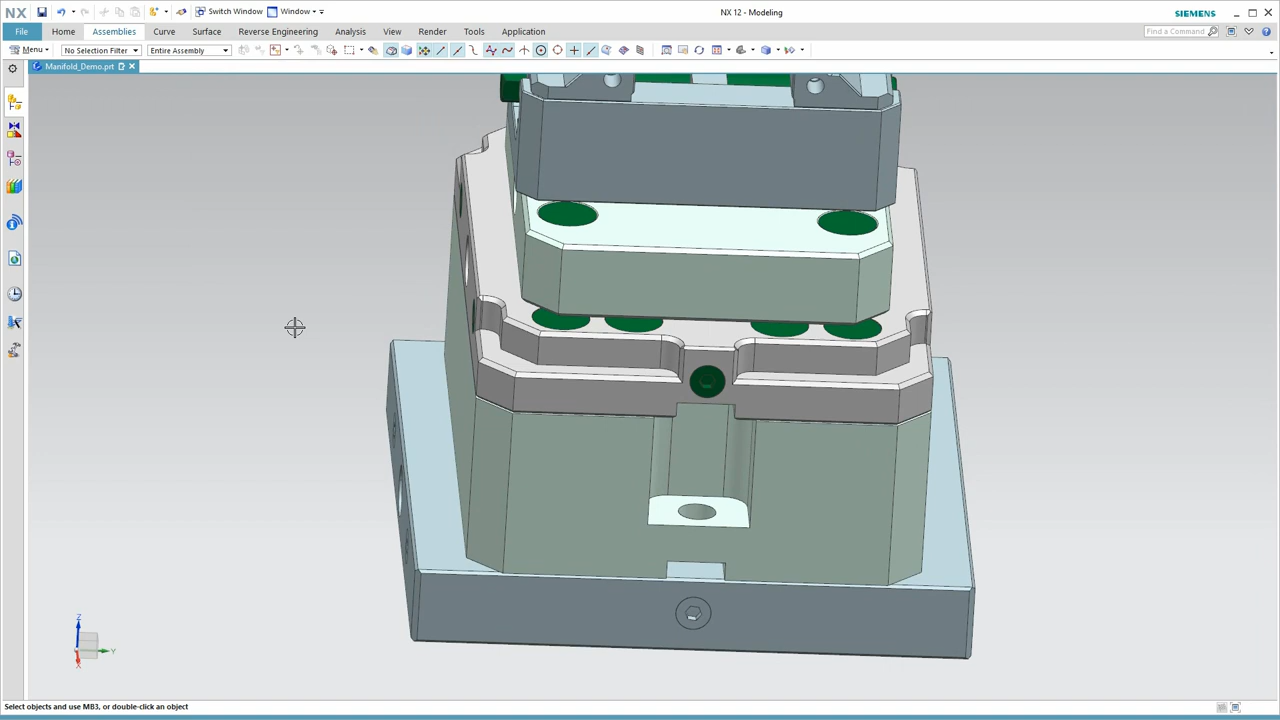 NX Switch Window Window NX 12 - Modeling SIEMENS
File Home Assemblies Curve Surface Reverse Engineering Analysis View Render Tools Application Find a Command
Menu No Selection Filter Entire Assembly
Manifold_Demo.prt
Z
Y
X
Select objects and use MB3, or double-click an object